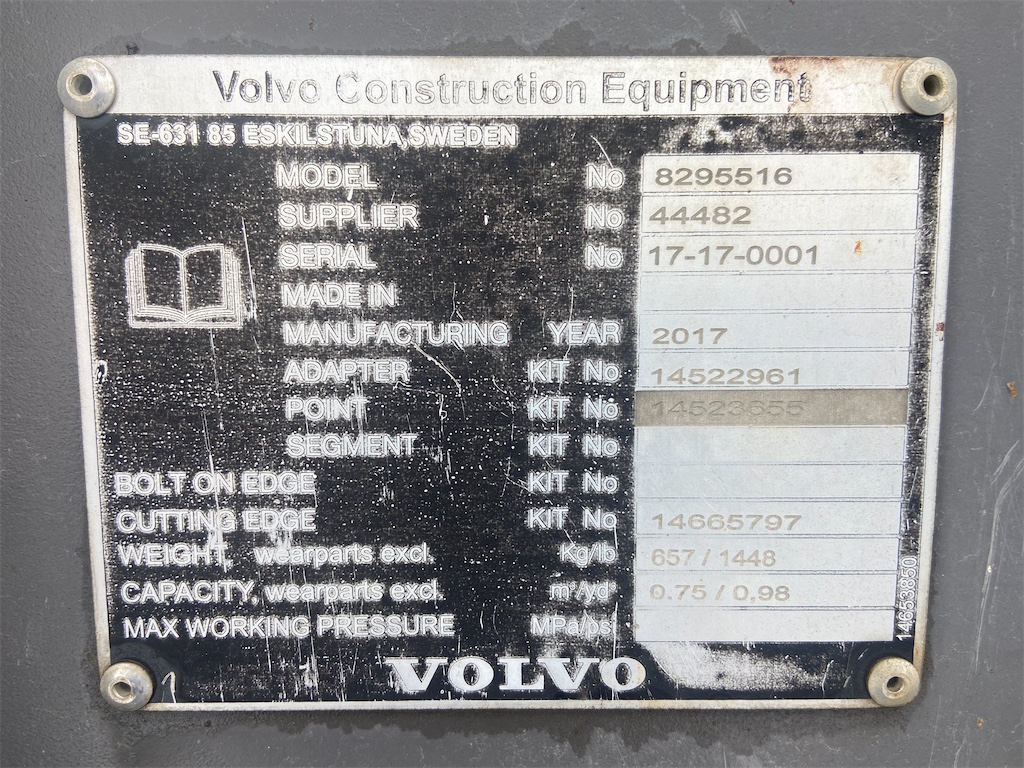 Volvo Construction Equipment
SE-631 85 ESKILSTUNA, SWEDEN
MODEL No 8295516
SUPPLIER No 44482
SERIAL No 17-17-0001
MADE IN
MANUFACTURING YEAR 2017
ADAPTER KIT No 14522961
POINT KIT No
SEGMENT KIT No
BOLT ON EDGE KIT No
CUTTING EDGE KIT No 14665797
WEIGHT, wearparts excl. Kg/lb 657 / 1448
CAPACITY, wearparts excl. m³/yd³ 0.75 / 0.98
MAX WORKING PRESSURE MPa/psi
14653850
VOLVO